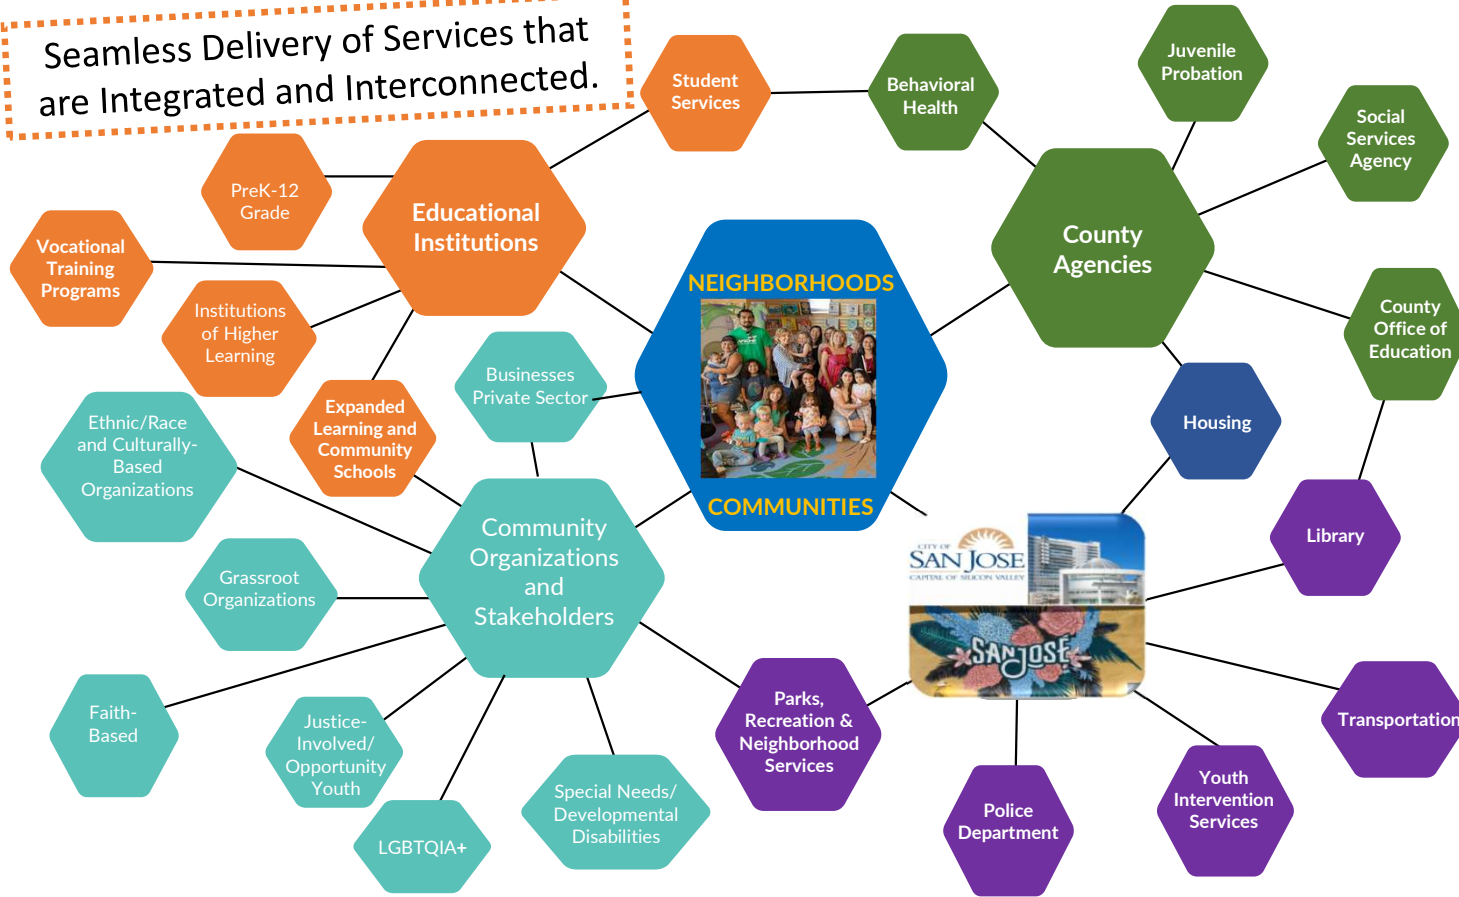 Seamless Delivery of Services that
are Integrated and Interconnected.
Student
Services
Behavioral
Health
Juvenile
Probation
Social
Services
Agency
PreK-12
Grade
Educational
Institutions
County
Agencies
Vocational
Training
Programs
Institutions
of Higher
Learning
NEIGHBORHOODS
COMMUNITIES
County
Office of
Education
Businesses
Private Sector
Housing
Expanded
Learning and
Community
Schools
Ethnic/Race
and Culturally-
Based
Organizations
Community
Organizations
and
Stakeholders
CITY OF
SAN JOSE
CAPITAL OF SILICON VALLEY
SAN JOSÉ
Library
Grassroot
Organizations
Faith-
Based
Justice-
Involved/
Opportunity
Youth
LGBTQIA+
Special Needs/
Developmental
Disabilities
Parks,
Recreation &
Neighborhood
Services
Police
Department
Youth
Intervention
Services
Transportation